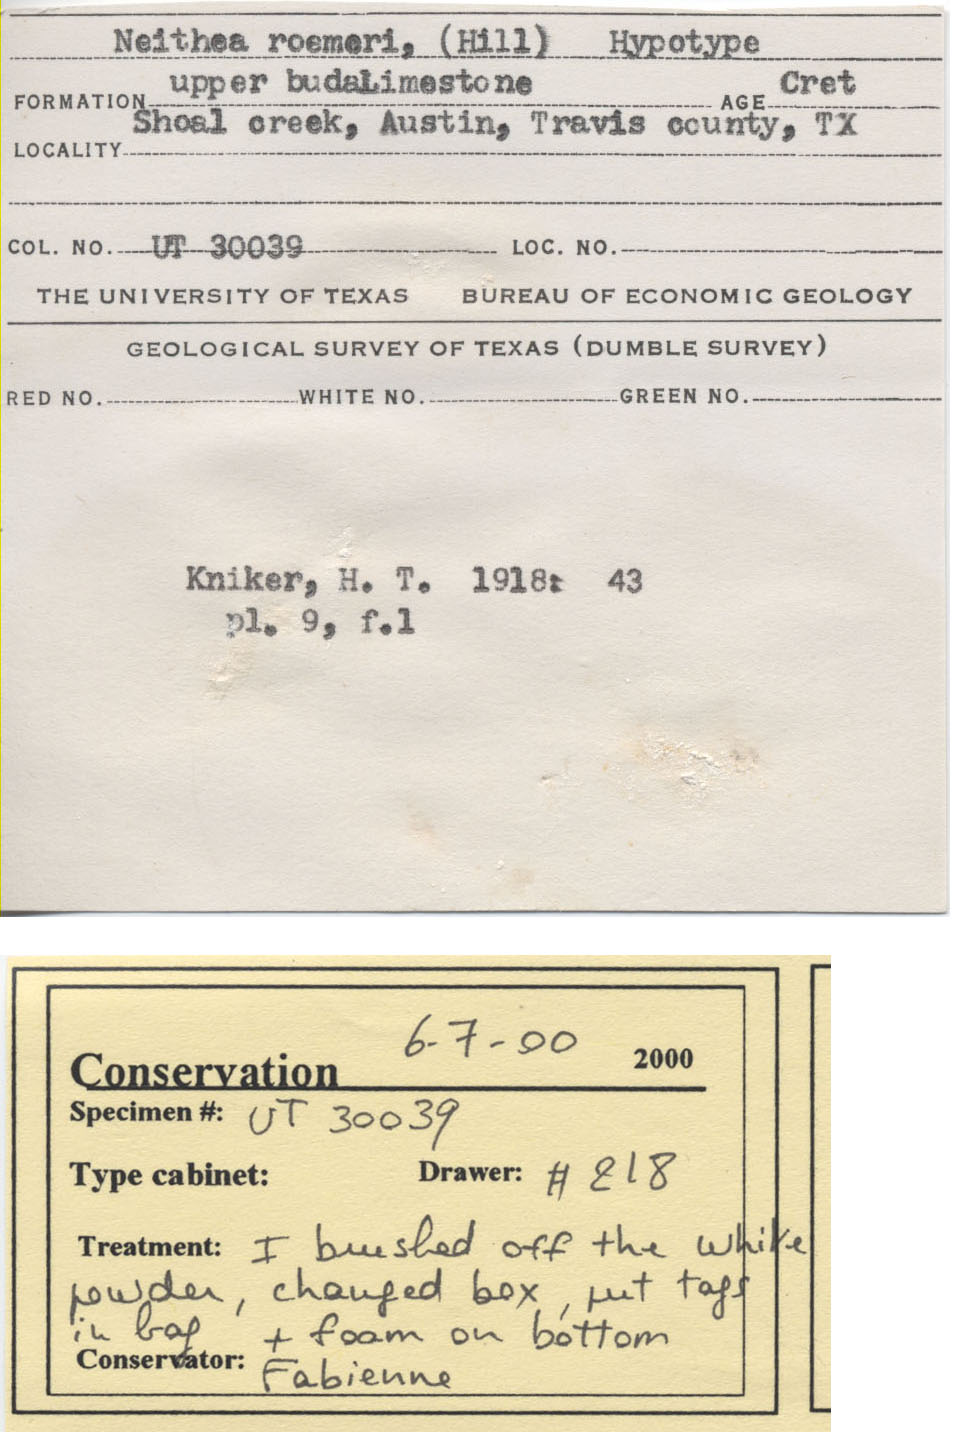 Neithea roemeri, (Hill) Hypotype
upper budaLimestone Cret
FORMATION AGE
Shoal creek, Austin, Travis county, TX
LOCALITY
COL. NO. UT 30039 LOC. NO.
THE UNIVERSITY OF TEXAS BUREAU OF ECONOMIC GEOLOGY
GEOLOGICAL SURVEY OF TEXAS (DUMBLE SURVEY)
RED NO. WHITE NO. GREEN NO.
Kniker, H. T. 1918: 43
pl. 9, f.1
6-7-00
Conservation 2000
Specimen #: UT 30039
Type cabinet: Drawer: # 218
Treatment: I brushed off the white
powder, changed box, put tags
in bag + foam on bottom
Conservator: Fabienne